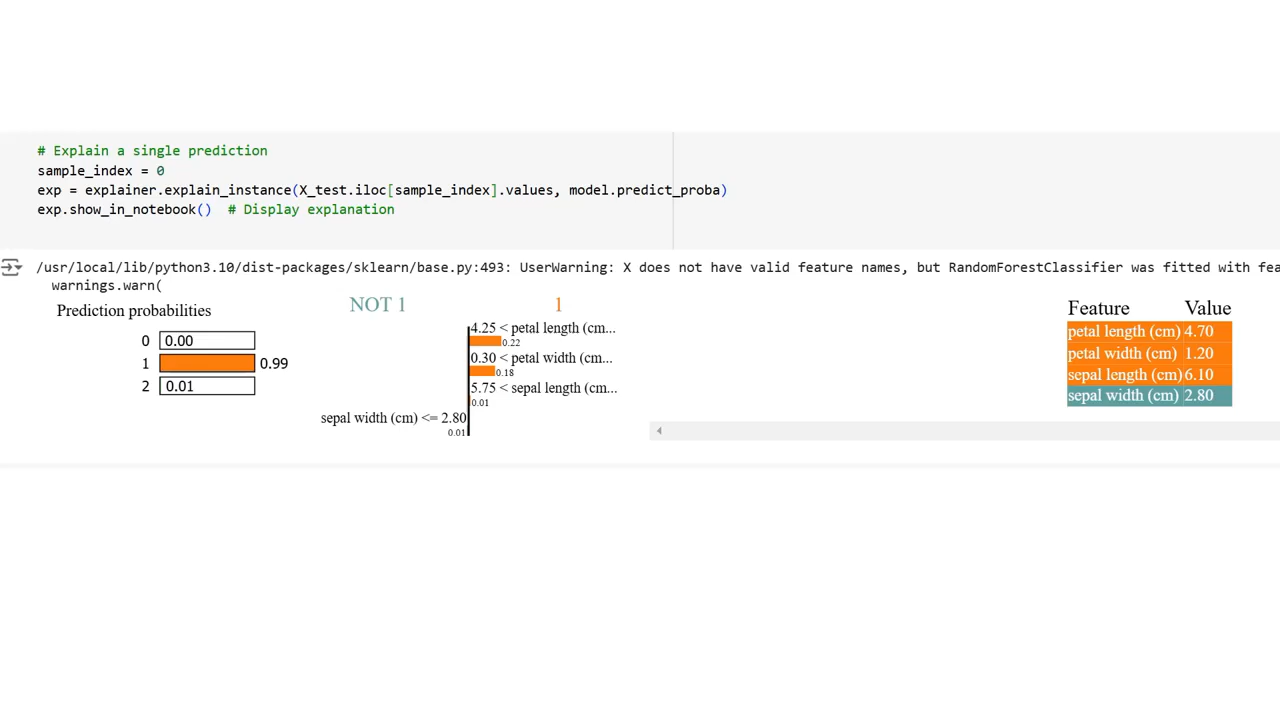 # Explain a single prediction
sample_index = 0
exp = explainer.explain_instance(X_test.iloc[sample_index].values, model.predict_proba)
exp.show_in_notebook()  # Display explanation
/usr/local/lib/python3.10/dist-packages/sklearn/base.py:493: UserWarning: X does not have valid feature names, but RandomForestClassifier was fitted with fea
warnings.warn(
Prediction probabilities
0 0.00
1 0.99
2 0.01
NOT 1 1
4.25 < petal length (cm...
0.22
0.30 < petal width (cm...
0.18
5.75 < sepal length (cm...
0.01
sepal width (cm) <= 2.80
0.01
Feature Value
petal length (cm) 4.70
petal width (cm) 1.20
sepal length (cm) 6.10
sepal width (cm) 2.80